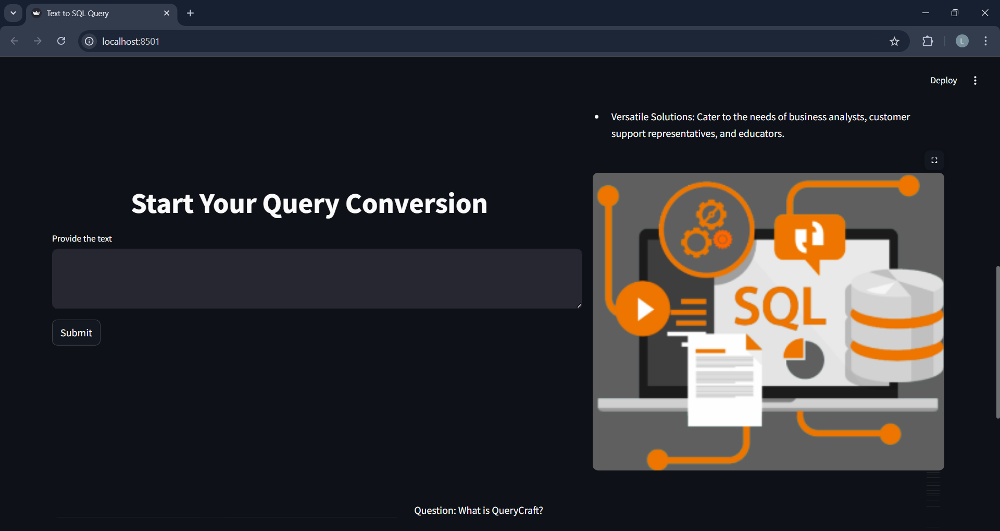 Text to SQL Query
localhost:8501
L
Deploy
Versatile Solutions: Cater to the needs of business analysts, customer
support representatives, and educators.
Start Your Query Conversion
Provide the text
Submit
SQL
Question: What is QueryCraft?